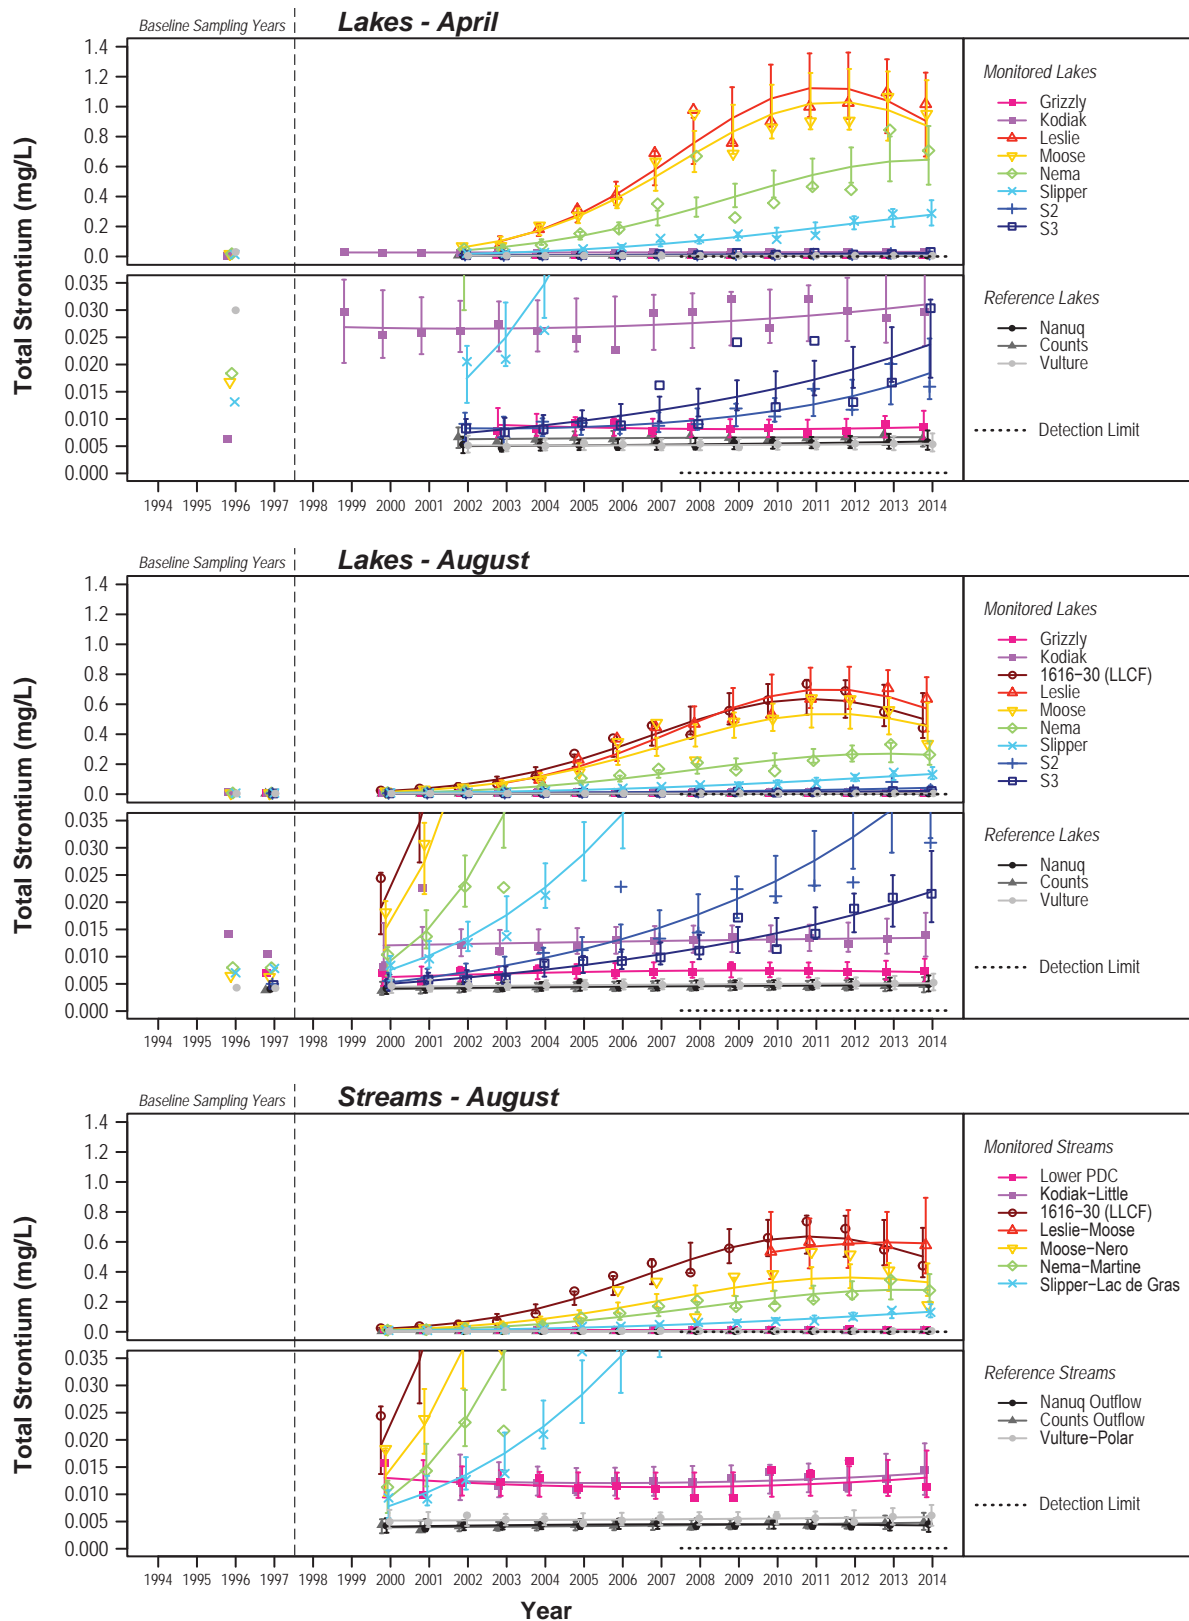 Baseline Sampling Years
Lakes - April
Total Strontium (mg/L)
1.4
1.2
1.0
0.8
0.6
0.4
0.2
0.0
Monitored Lakes
Grizzly
Kodiak
Leslie
Moose
Nema
Slipper
S2
S3
0.035
0.030
0.025
0.020
0.015
0.010
0.005
0.000
Reference Lakes
Nanuq
Counts
Vulture
Detection Limit
1994 1995 1996 1997 1998 1999 2000 2001 2002 2003 2004 2005 2006 2007 2008 2009 2010 2011 2012 2013 2014
Baseline Sampling Years
Lakes - August
Total Strontium (mg/L)
1.4
1.2
1.0
0.8
0.6
0.4
0.2
0.0
Monitored Lakes
Grizzly
Kodiak
1616−30 (LLCF)
Leslie
Moose
Nema
Slipper
S2
S3
0.035
0.030
0.025
0.020
0.015
0.010
0.005
0.000
Reference Lakes
Nanuq
Counts
Vulture
Detection Limit
1994 1995 1996 1997 1998 1999 2000 2001 2002 2003 2004 2005 2006 2007 2008 2009 2010 2011 2012 2013 2014
Baseline Sampling Years
Streams - August
Total Strontium (mg/L)
1.4
1.2
1.0
0.8
0.6
0.4
0.2
0.0
Monitored Streams
Lower PDC
Kodiak−Little
1616−30 (LLCF)
Leslie−Moose
Moose−Nero
Nema−Martine
Slipper−Lac de Gras
0.035
0.030
0.025
0.020
0.015
0.010
0.005
0.000
Reference Streams
Nanuq Outflow
Counts Outflow
Vulture−Polar
Detection Limit
1994 1995 1996 1997 1998 1999 2000 2001 2002 2003 2004 2005 2006 2007 2008 2009 2010 2011 2012 2013 2014
Year